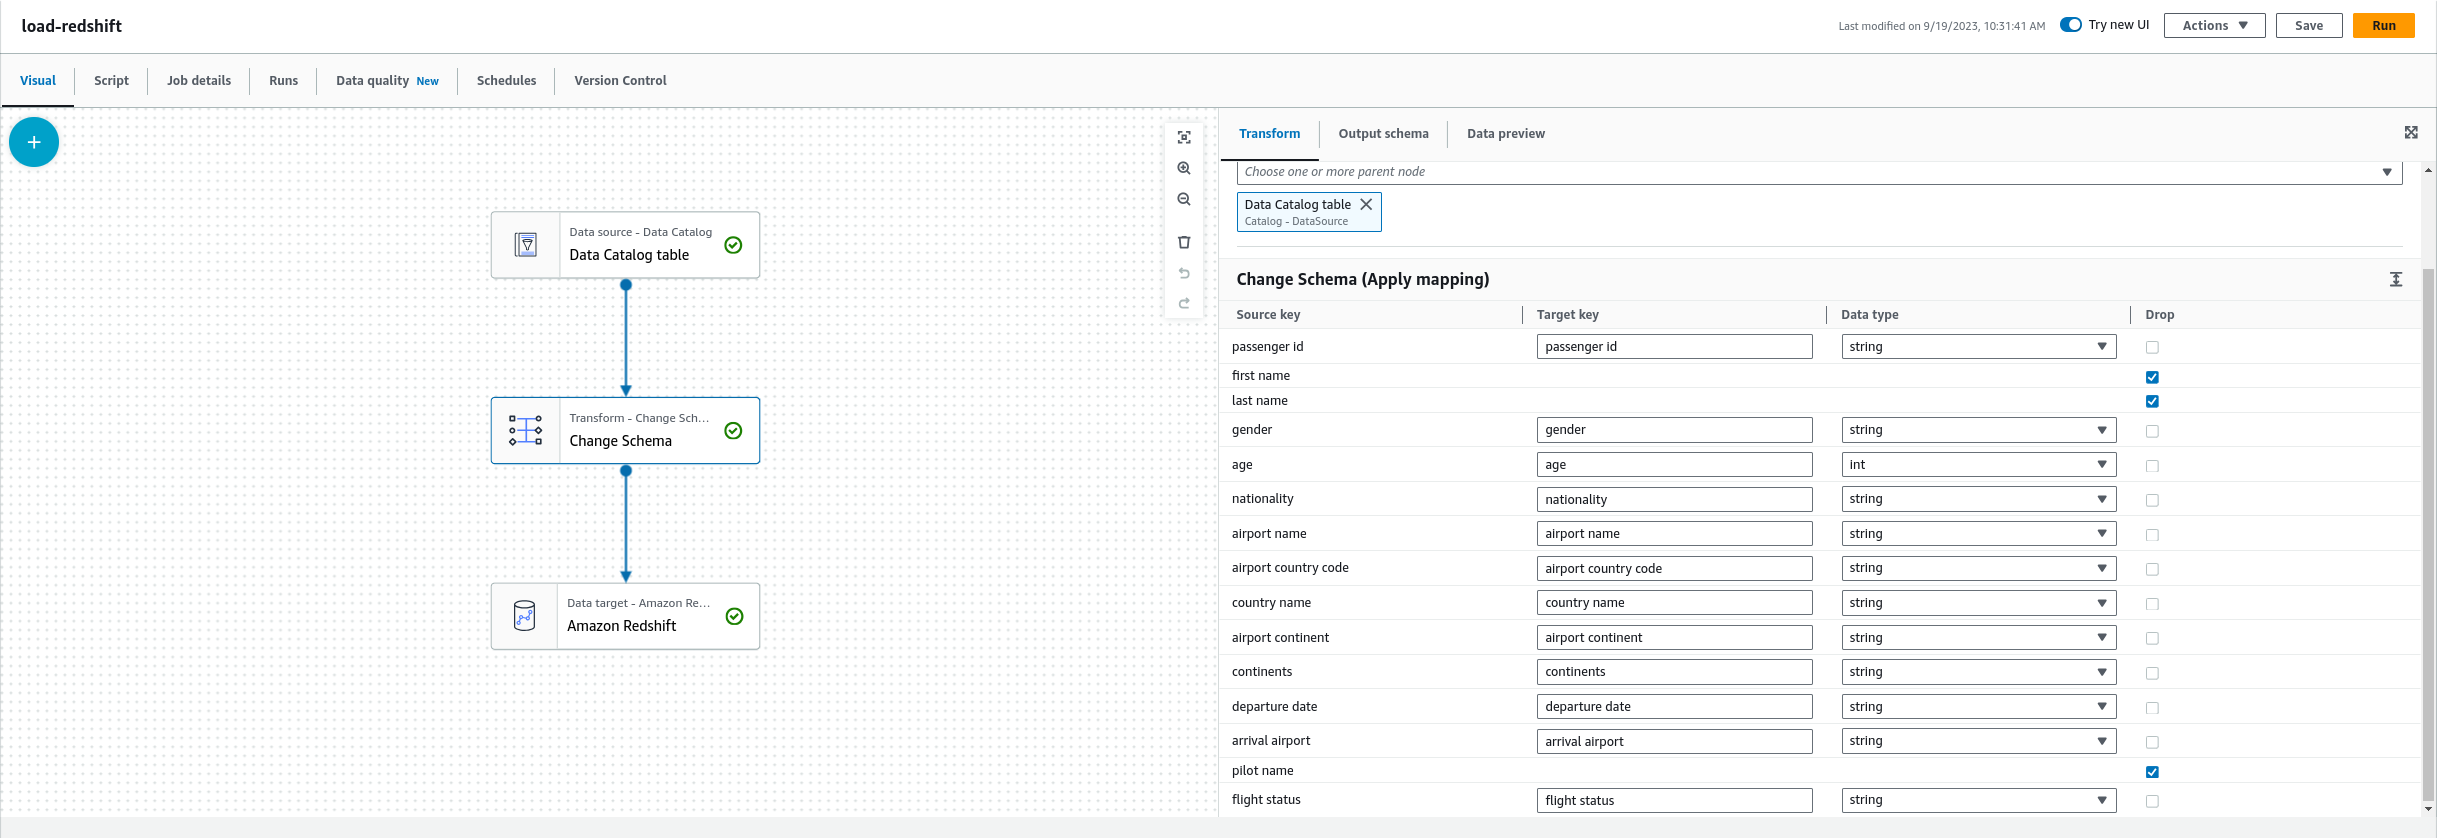 load-redshift
Last modified on 9/19/2023, 10:31:41 AM
Try new UI
Actions
Save
Run
Visual
Script
Job details
Runs
Data quality New
Schedules
Version Control
Data source - Data Catalog
Data Catalog table
Transform - Change Sch...
Change Schema
Data target - Amazon Re...
Amazon Redshift
Transform
Output schema
Data preview
Choose one or more parent node
Data Catalog table
Catalog - DataSource
Change Schema (Apply mapping)
Source key Target key Data type Drop
passenger id passenger id string
first name
last name
gender gender string
age age int
nationality nationality string
airport name airport name string
airport country code airport country code string
country name country name string
airport continent airport continent string
continents continents string
departure date departure date string
arrival airport arrival airport string
pilot name
flight status flight status string